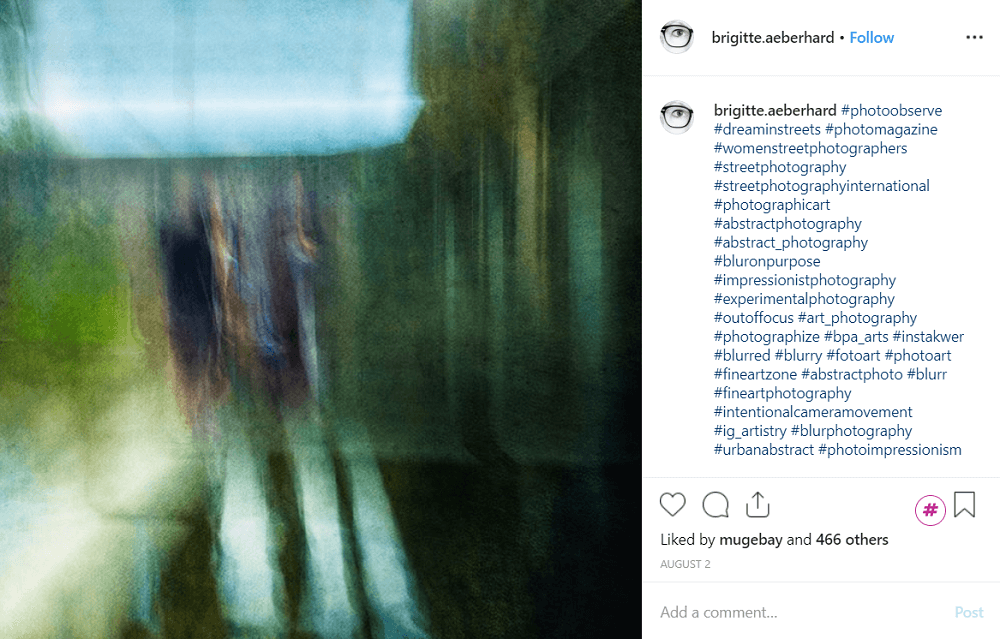 brigitte.aeberhard • Follow
brigitte.aeberhard #photoobserve
#dreaminstreets #photomagazine
#womenstreetphotographers
#streetphotography
#streetphotographyinternational
#photographicart
#abstractphotography
#abstract_photography
#bluronpurpose
#impressionistphotography
#experimentalphotography
#outoffocus #art_photography
#photographize #bpa_arts #instakwer
#blurred #blurry #fotoart #photoart
#fineartzone #abstractphoto #blurr
#fineartphotography
#intentionalcameramovement
#ig_artistry #blurphotography
#urbanabstract #photoimpressionism
#
Liked by mugebay and 466 others
AUGUST 2
Add a comment...
Post